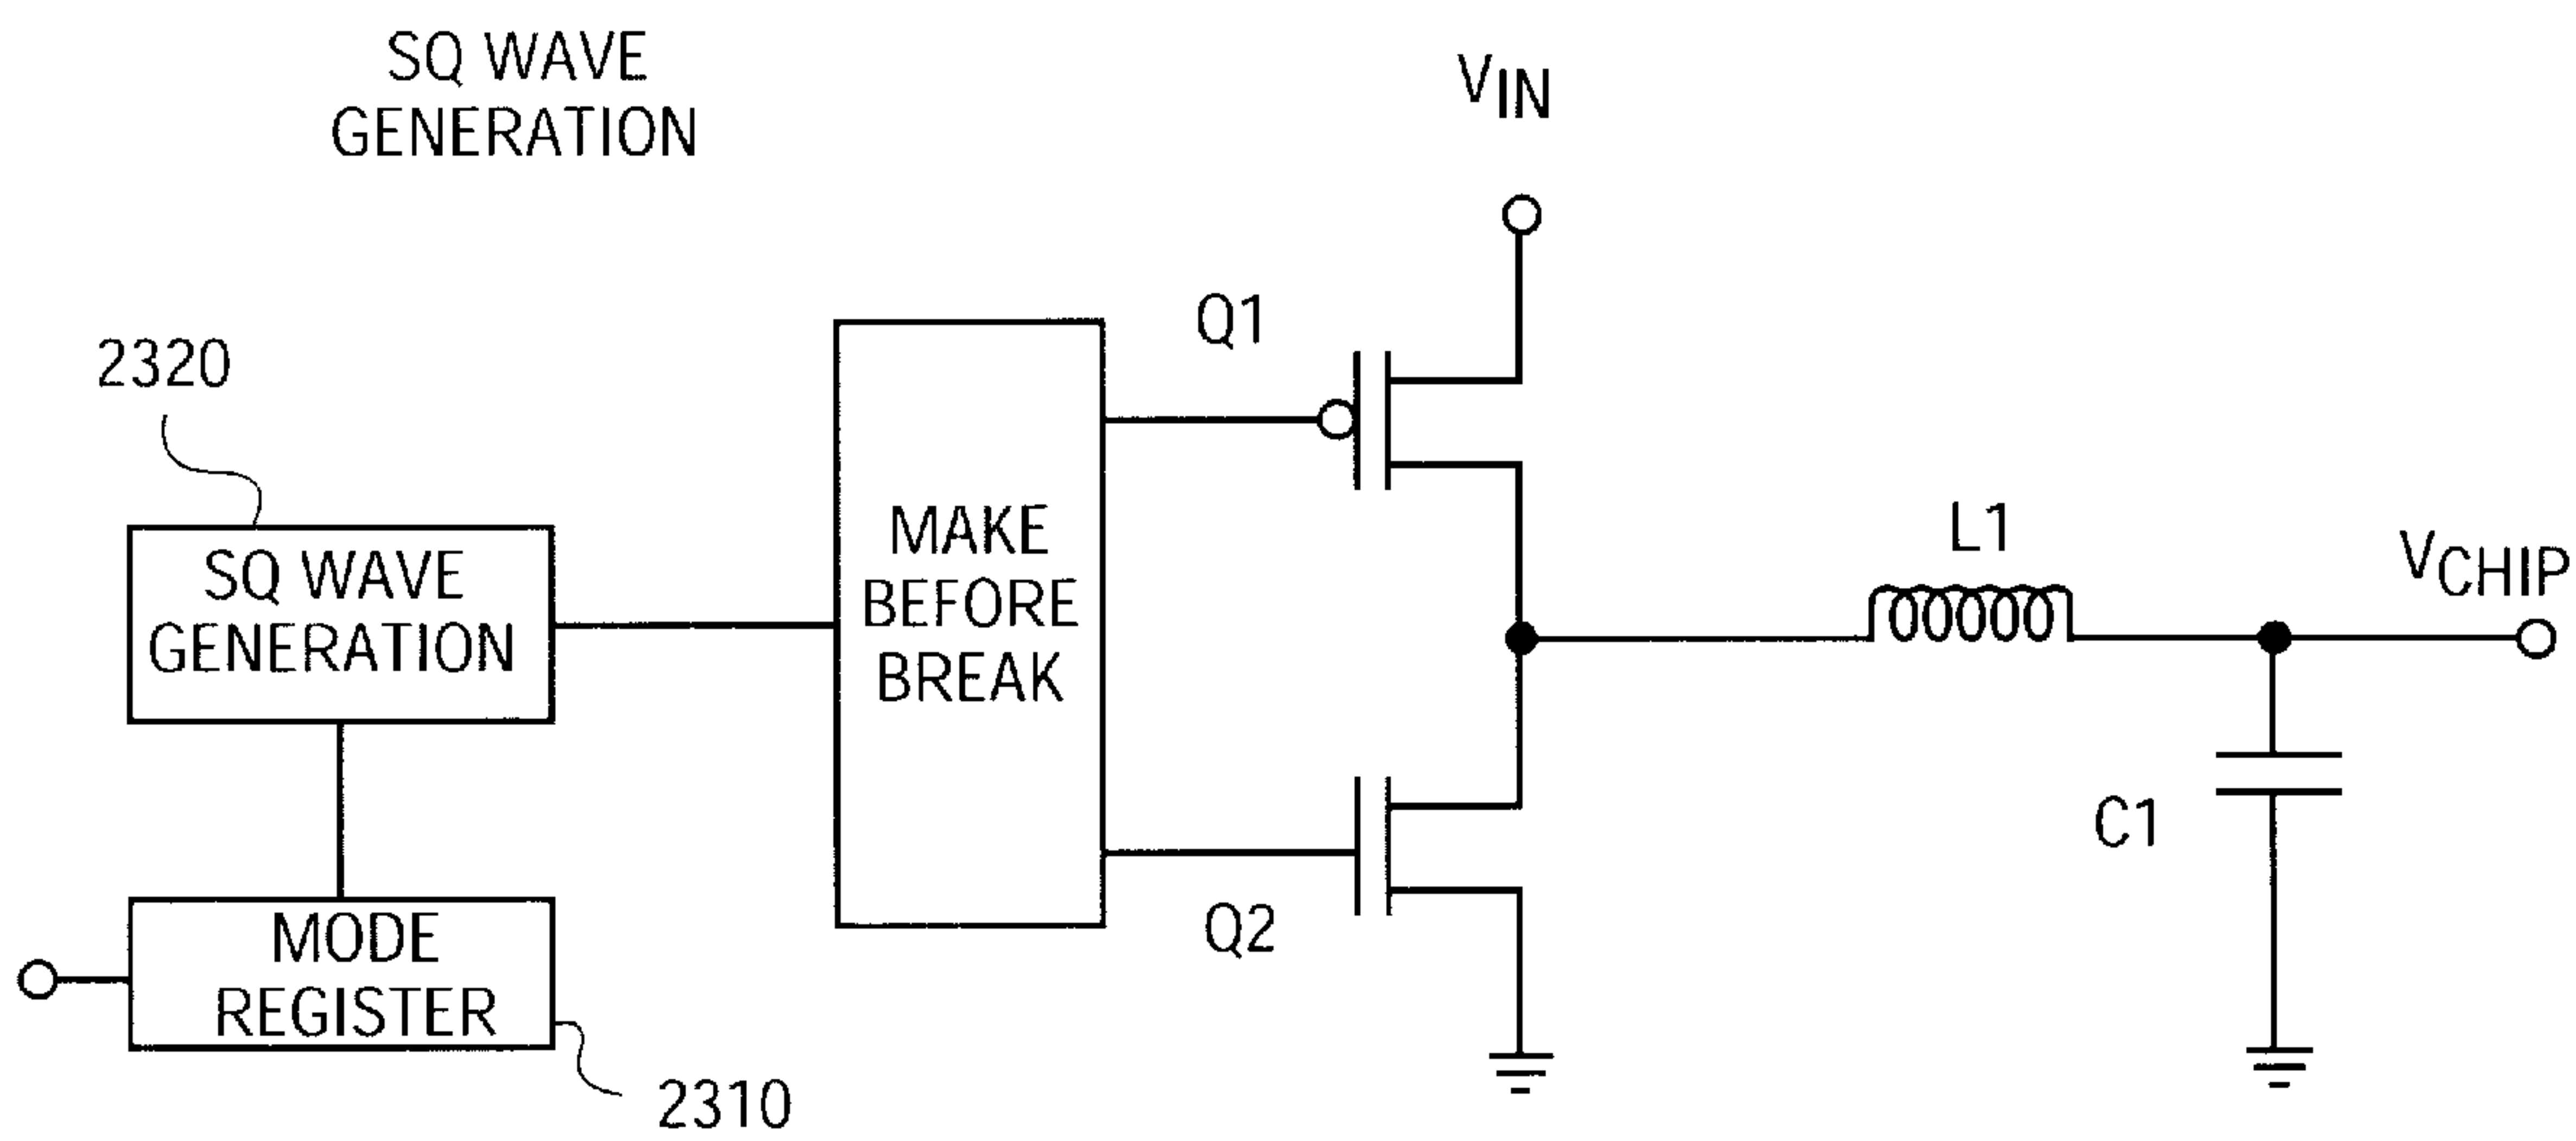 SQ WAVE
GENERATION
VIN
Q1
2320
SQ WAVE
GENERATION
MAKE
BEFORE
BREAK
L1
VCHIP
C1
Q2
MODE
REGISTER
2310